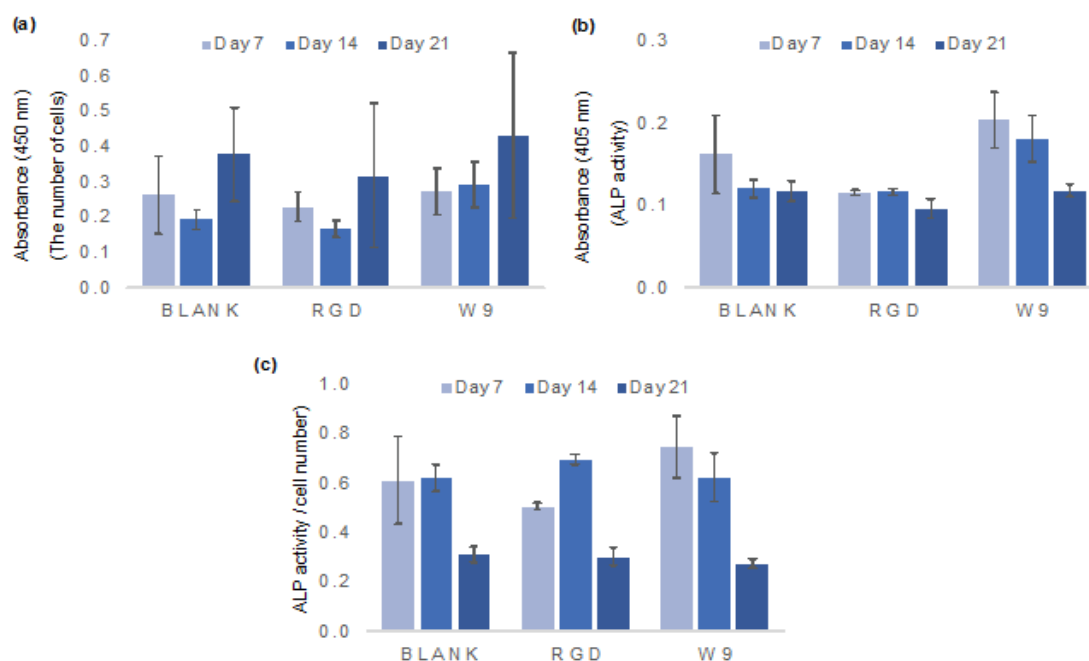 (a)
Absorbance (450 nm)
(The number of cells)
0.7
0.6
0.5
0.4
0.3
0.2
0.1
0.0
Day 7 Day 14 Day 21
BLANK RGD W9
(b)
Absorbance (405 nm)
(ALP activity)
0.3
0.2
0.1
0.0
Day 7 Day 14 Day 21
BLANK RGD W9
(c)
ALP activity / cell number)
1.0
0.8
0.6
0.4
0.2
0.0
Day 7 Day 14 Day 21
BLANK RGD W9